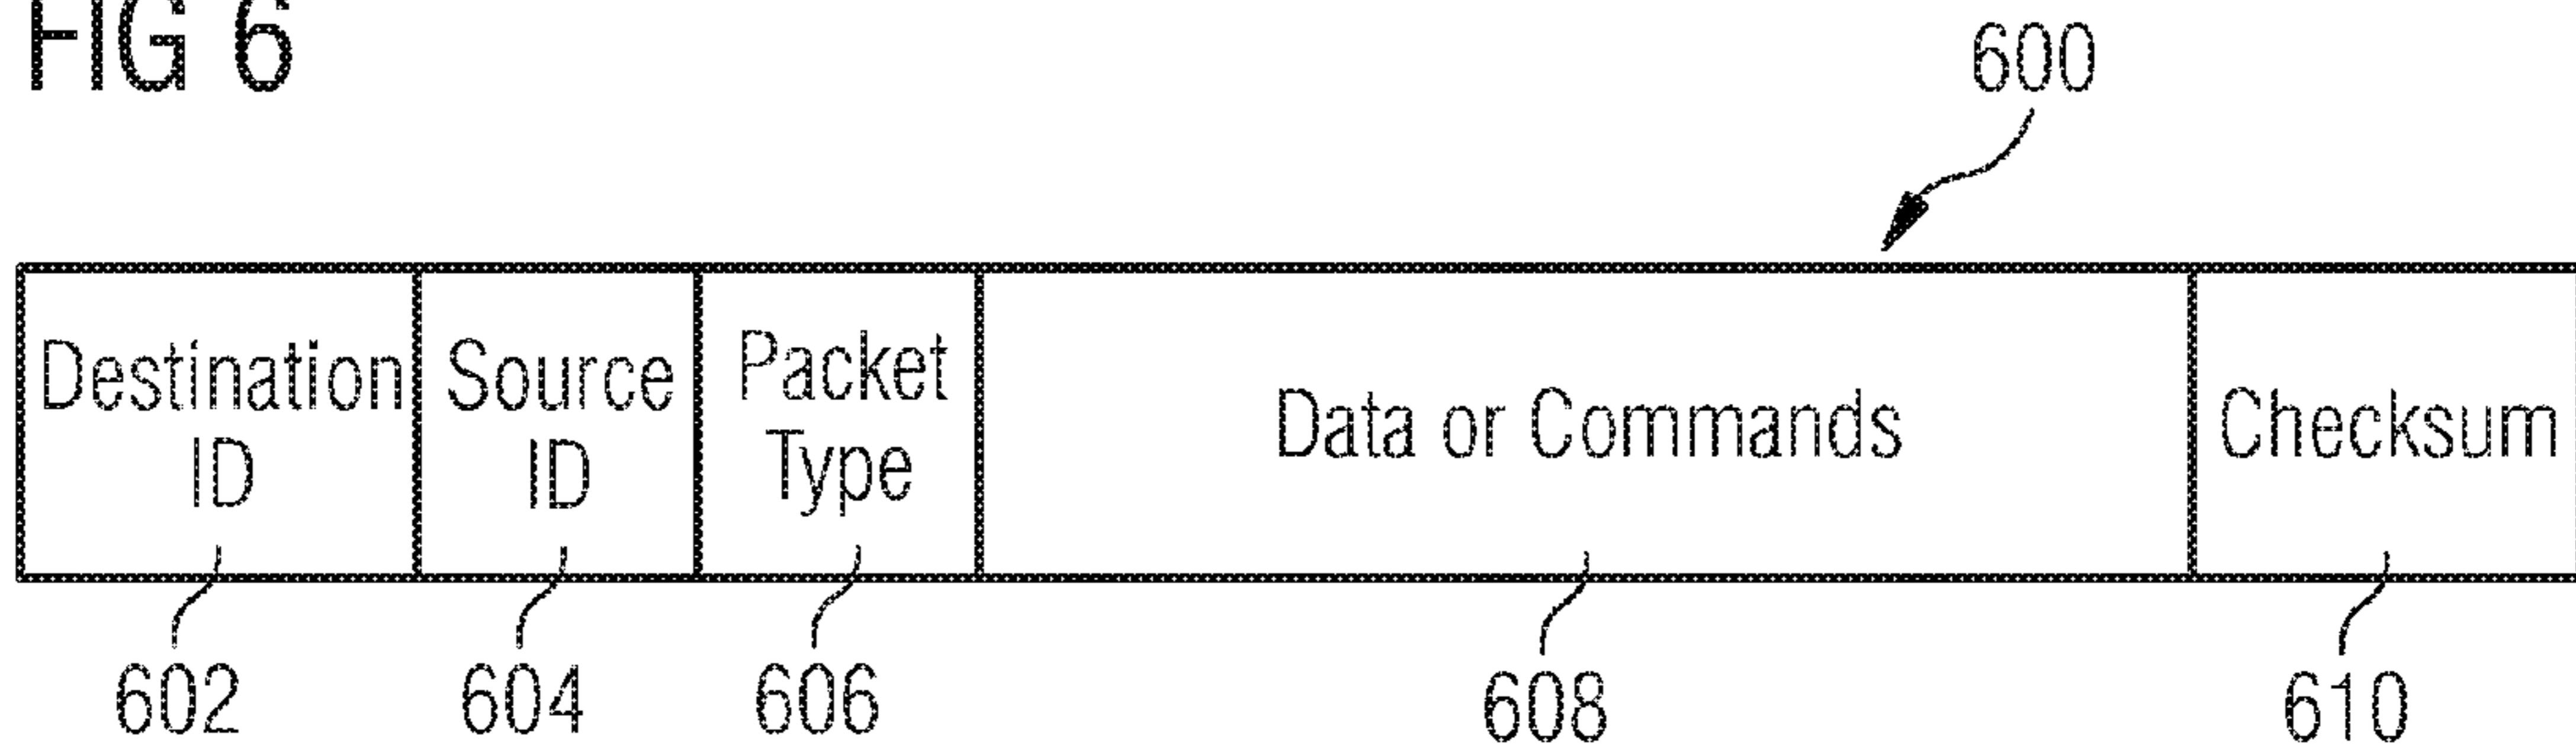 FIG 6
600
Destination
ID
Source
ID
Packet
Type
Data or Commands
Checksum
602
604
606
608
610